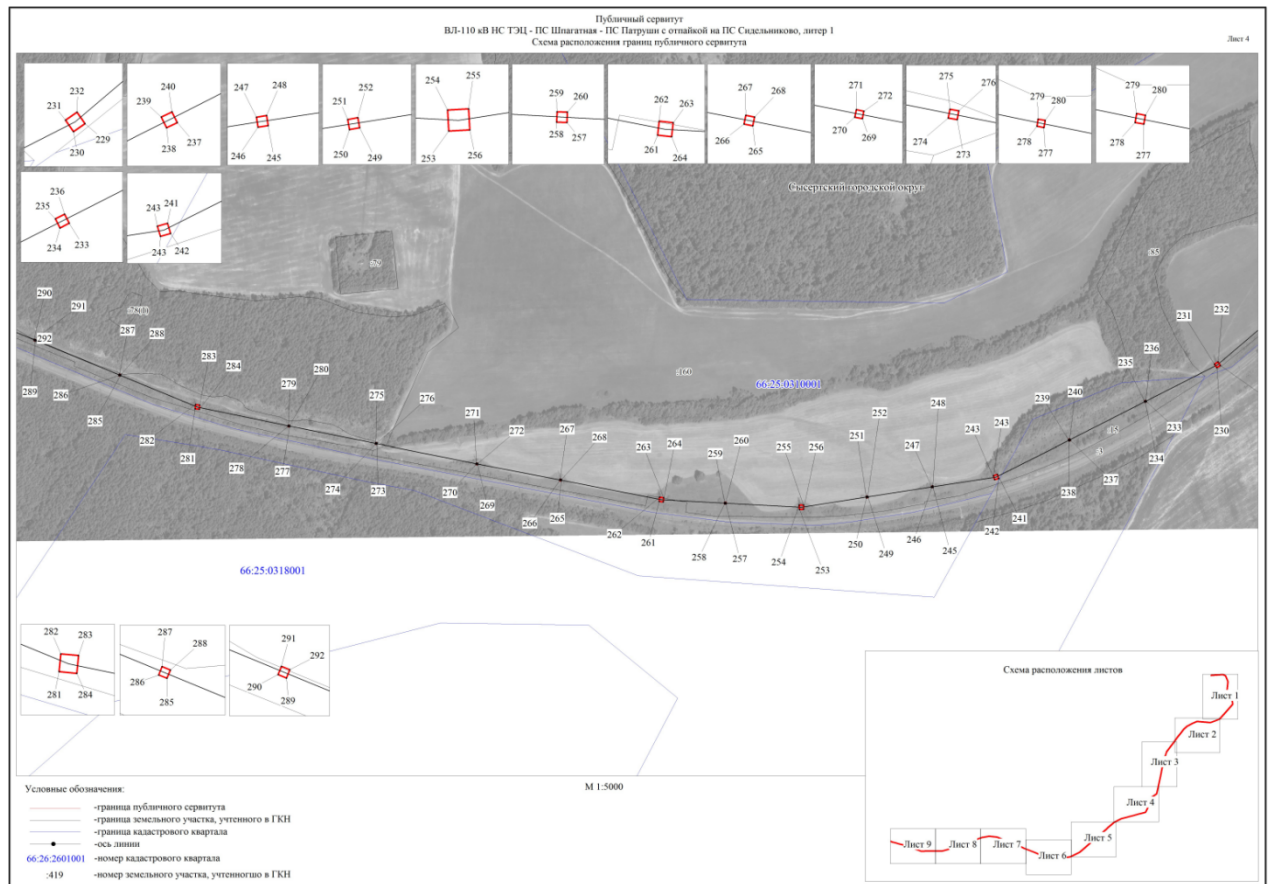 Публичный сервитут
ВЛ-110 кВ НС ТЭЦ - ПС Шпагатная - ПС Патруши с отпайкой на ПС Сидельниково, литер 1
Схема расположения границ публичного сервитута
Лист 4
231 232 229 230
239 240 237 238
247 248 246 245
251 252 250 249
254 255 253 256
259 260 258 257
262 263 261 264
267 268 266 265
271 272 270 269
275 276 274 273
279 280 278 277
279 280 278 277
236 235 234 233
243 241 243 242
Сысертский городской округ
:79
:85
:160
66:25:0310001
:15
:3
290 291 292 289
287 288 286 285
283 284 282 281
279 280 278 277
275 276 274 273
271 272 270 269
267 268 266 265
263 264 262 261
259 260 258 257
255 256 254 253
251 252 250 249
247 248 246 245
243 243 242 241
239 240 238 237
235 236 233 234
231 232 230
66:25:0318001
282 283 281 284
287 288 286 285
291 292 290 289
Схема расположения листов
Лист 1
Лист 2
Лист 3
Лист 4
Лист 5
Лист 6
Лист 7
Лист 8
Лист 9
М 1:5000
Условные обозначения:
-граница публичного сервитута
-граница земельного участка, учтенного в ГКН
-граница кадастрового квартала
-ось линии
66:26:2601001 -номер кадастрового квартала
:419 -номер земельного участка, учтенногшо в ГКН